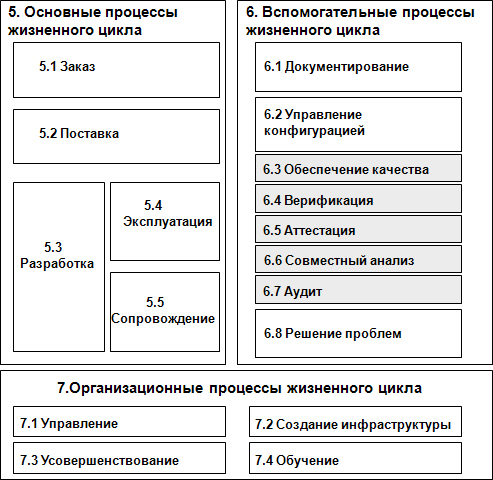 5. Основные процессы
жизненного цикла
5.1 Заказ
5.2 Поставка
5.3
Разработка
5.4
Эксплуатация
5.5
Сопровождение
6. Вспомогательные процессы
жизненного цикла
6.1 Документирование
6.2 Управление
конфигурацией
6.3 Обеспечение качества
6.4 Верификация
6.5 Аттестация
6.6 Совместный анализ
6.7 Аудит
6.8 Решение проблем
7.Организационные процессы жизненного цикла
7.1 Управление
7.2 Создание инфраструктуры
7.3 Усовершенствование
7.4 Обучение